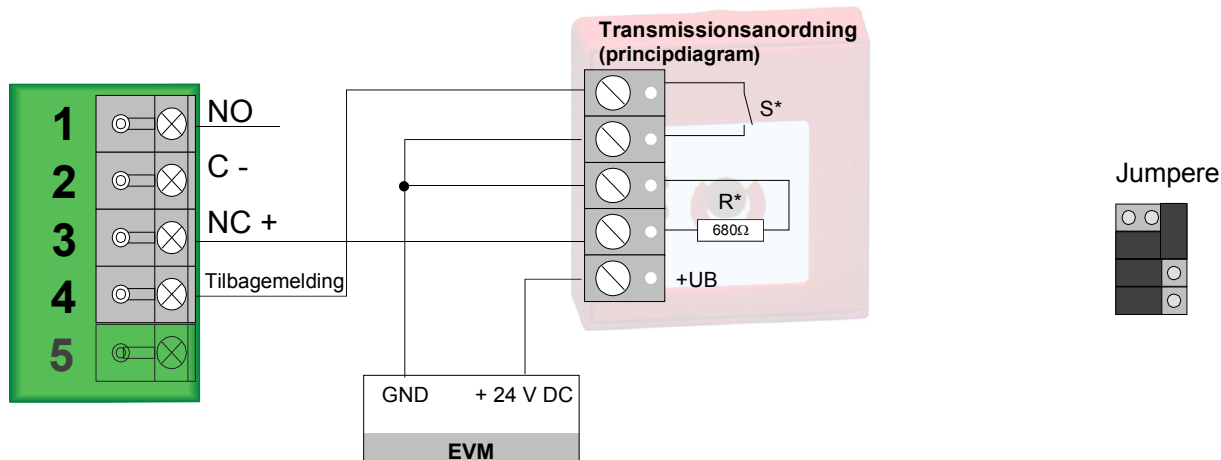 Transmissionsanordning
(principdiagram)
1
NO
2
C -
3
NC +
4
Tilbagemelding
5
S*
R*
680Ω
+UB
GND
+ 24 V DC
EVM
Jumpere